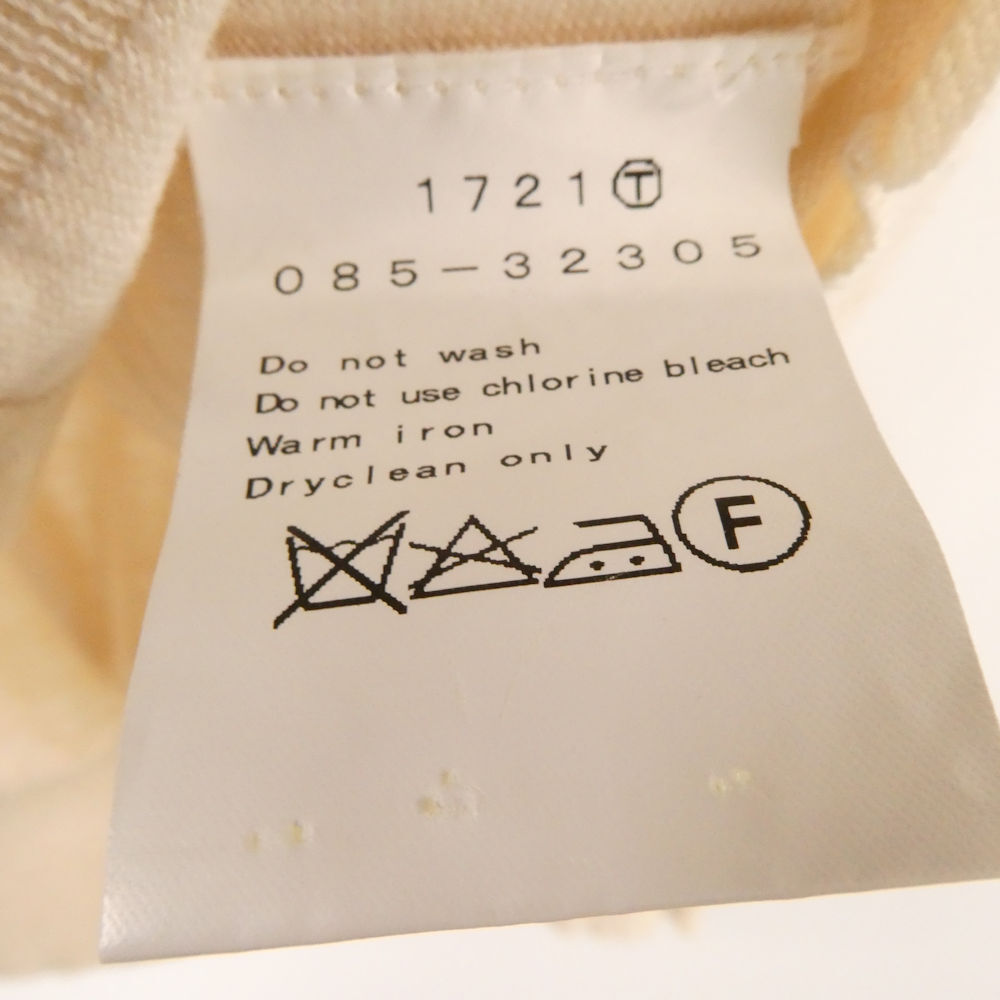 1721Ⓣ
085-32305
Do not wash
Do not use chlorine bleach
Warm iron
Dryclean only
F